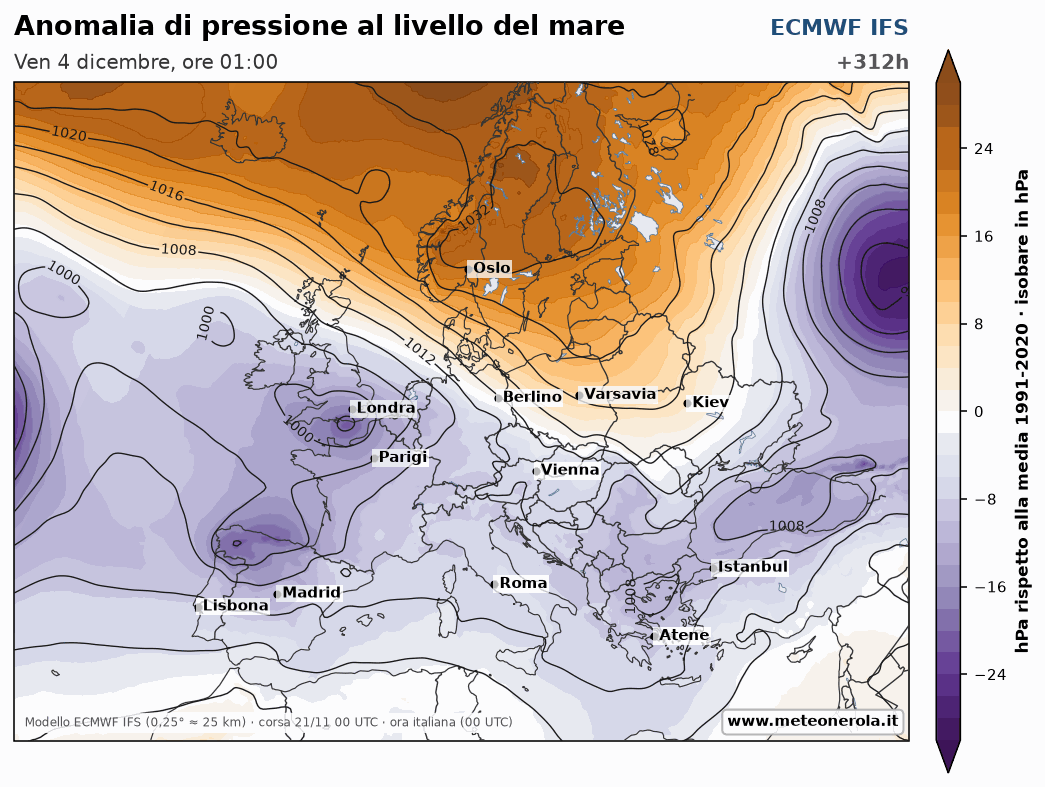 Anomalia di pressione al livello del mare
ECMWF IFS
Ven 4 dicembre, ore 01:00
+312h
1020
1016
1008
1000
1000
1032
1028
1008
1012
1000
1008
1008
Oslo
Berlino
Varsavia
Kiev
Londra
Parigi
Vienna
Istanbul
Roma
Madrid
Lisbona
Atene
24
16
8
0
−8
−16
−24
hPa rispetto alla media 1991-2020 · isobare in hPa
Modello ECMWF IFS (0,25° ≈ 25 km) · corsa 21/11 00 UTC · ora italiana (00 UTC)
www.meteonerola.it